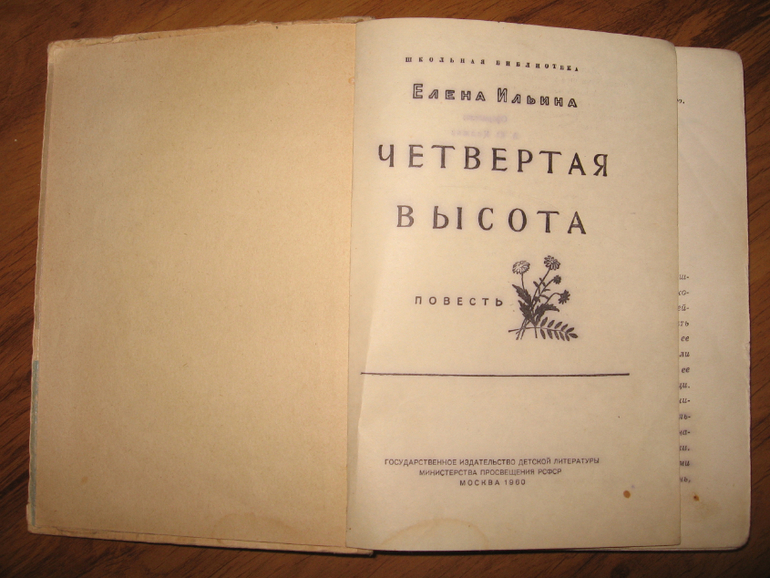 ШКОЛЬНАЯ БИБЛИОТЕКА
ЕЛЕНА ИЛЬИНА
ЧЕТВЕРТАЯ
ВЫСОТА
ПОВЕСТЬ
ГОСУДАРСТВЕННОЕ ИЗДАТЕЛЬСТВО ДЕТСКОЙ ЛИТЕРАТУРЫ
МИНИСТЕРСТВА ПРОСВЕЩЕНИЯ РСФСР
МОСКВА 1960